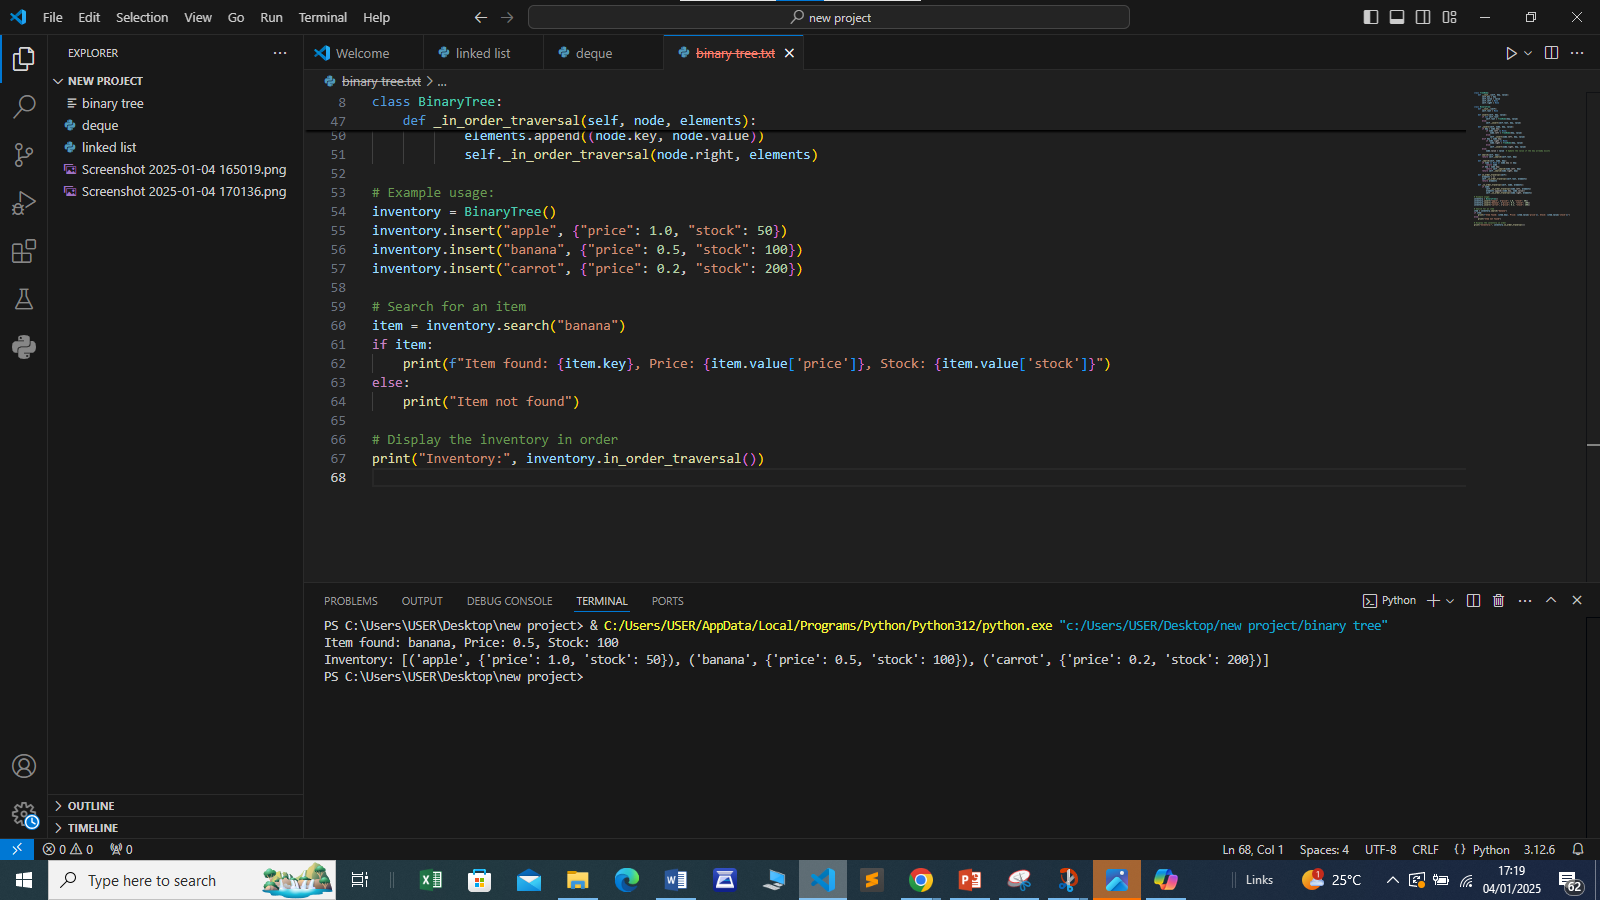 File Edit Selection View Go Run Terminal Help
new project
EXPLORER
NEW PROJECT
binary tree
deque
linked list
Screenshot 2025-01-04 165019.png
Screenshot 2025-01-04 170136.png
OUTLINE
TIMELINE
Welcome linked list deque binary tree.txt
binary tree.txt > ...
8 class BinaryTree:
47 def _in_order_traversal(self, node, elements):
50 elements.append((node.key, node.value))
51 self._in_order_traversal(node.right, elements)
52
53 # Example usage:
54 inventory = BinaryTree()
55 inventory.insert("apple", {"price": 1.0, "stock": 50})
56 inventory.insert("banana", {"price": 0.5, "stock": 100})
57 inventory.insert("carrot", {"price": 0.2, "stock": 200})
58
59 # Search for an item
60 item = inventory.search("banana")
61 if item:
62 print(f"Item found: {item.key}, Price: {item.value['price']}, Stock: {item.value['stock']}")
63 else:
64 print("Item not found")
65
66 # Display the inventory in order
67 print("Inventory:", inventory.in_order_traversal())
68
PROBLEMS OUTPUT DEBUG CONSOLE TERMINAL PORTS
Python
PS C:\Users\USER\Desktop\new project> & C:/Users/USER/AppData/Local/Programs/Python/Python312/python.exe "c:/Users/USER/Desktop/new project/binary tree"
Item found: banana, Price: 0.5, Stock: 100
Inventory: [('apple', {'price': 1.0, 'stock': 50}), ('banana', {'price': 0.5, 'stock': 100}), ('carrot', {'price': 0.2, 'stock': 200})]
PS C:\Users\USER\Desktop\new project>
0 0 0
Ln 68, Col 1 Spaces: 4 UTF-8 CRLF {} Python 3.12.6
Type here to search
Links
1
25°C
17:19
04/01/2025
62